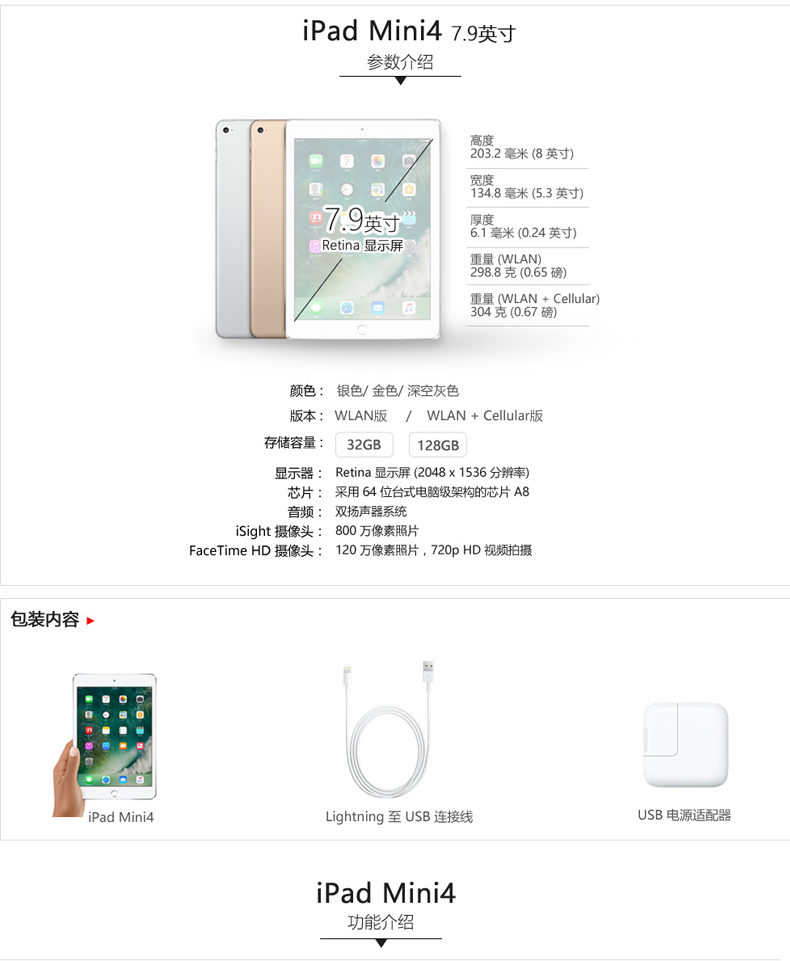 iPad Mini4 7.9英寸
参数介绍
7.9英寸
Retina 显示屏
高度
203.2 毫米 (8 英寸)
宽度
134.8 毫米 (5.3 英寸)
厚度
6.1 毫米 (0.24 英寸)
重量 (WLAN)
298.8 克 (0.65 磅)
重量 (WLAN + Cellular)
304 克 (0.67 磅)
颜色： 银色/ 金色/ 深空灰色
版本： WLAN版 / WLAN + Cellular版
存储容量： 32GB 128GB
显示器： Retina 显示屏 (2048 x 1536 分辨率)
芯片： 采用 64 位台式电脑级架构的芯片 A8
音频： 双扬声器系统
iSight 摄像头： 800 万像素照片
FaceTime HD 摄像头： 120 万像素照片，720p HD 视频拍摄
包装内容
iPad Mini4
Lightning 至 USB 连接线
USB 电源适配器
iPad Mini4
功能介绍